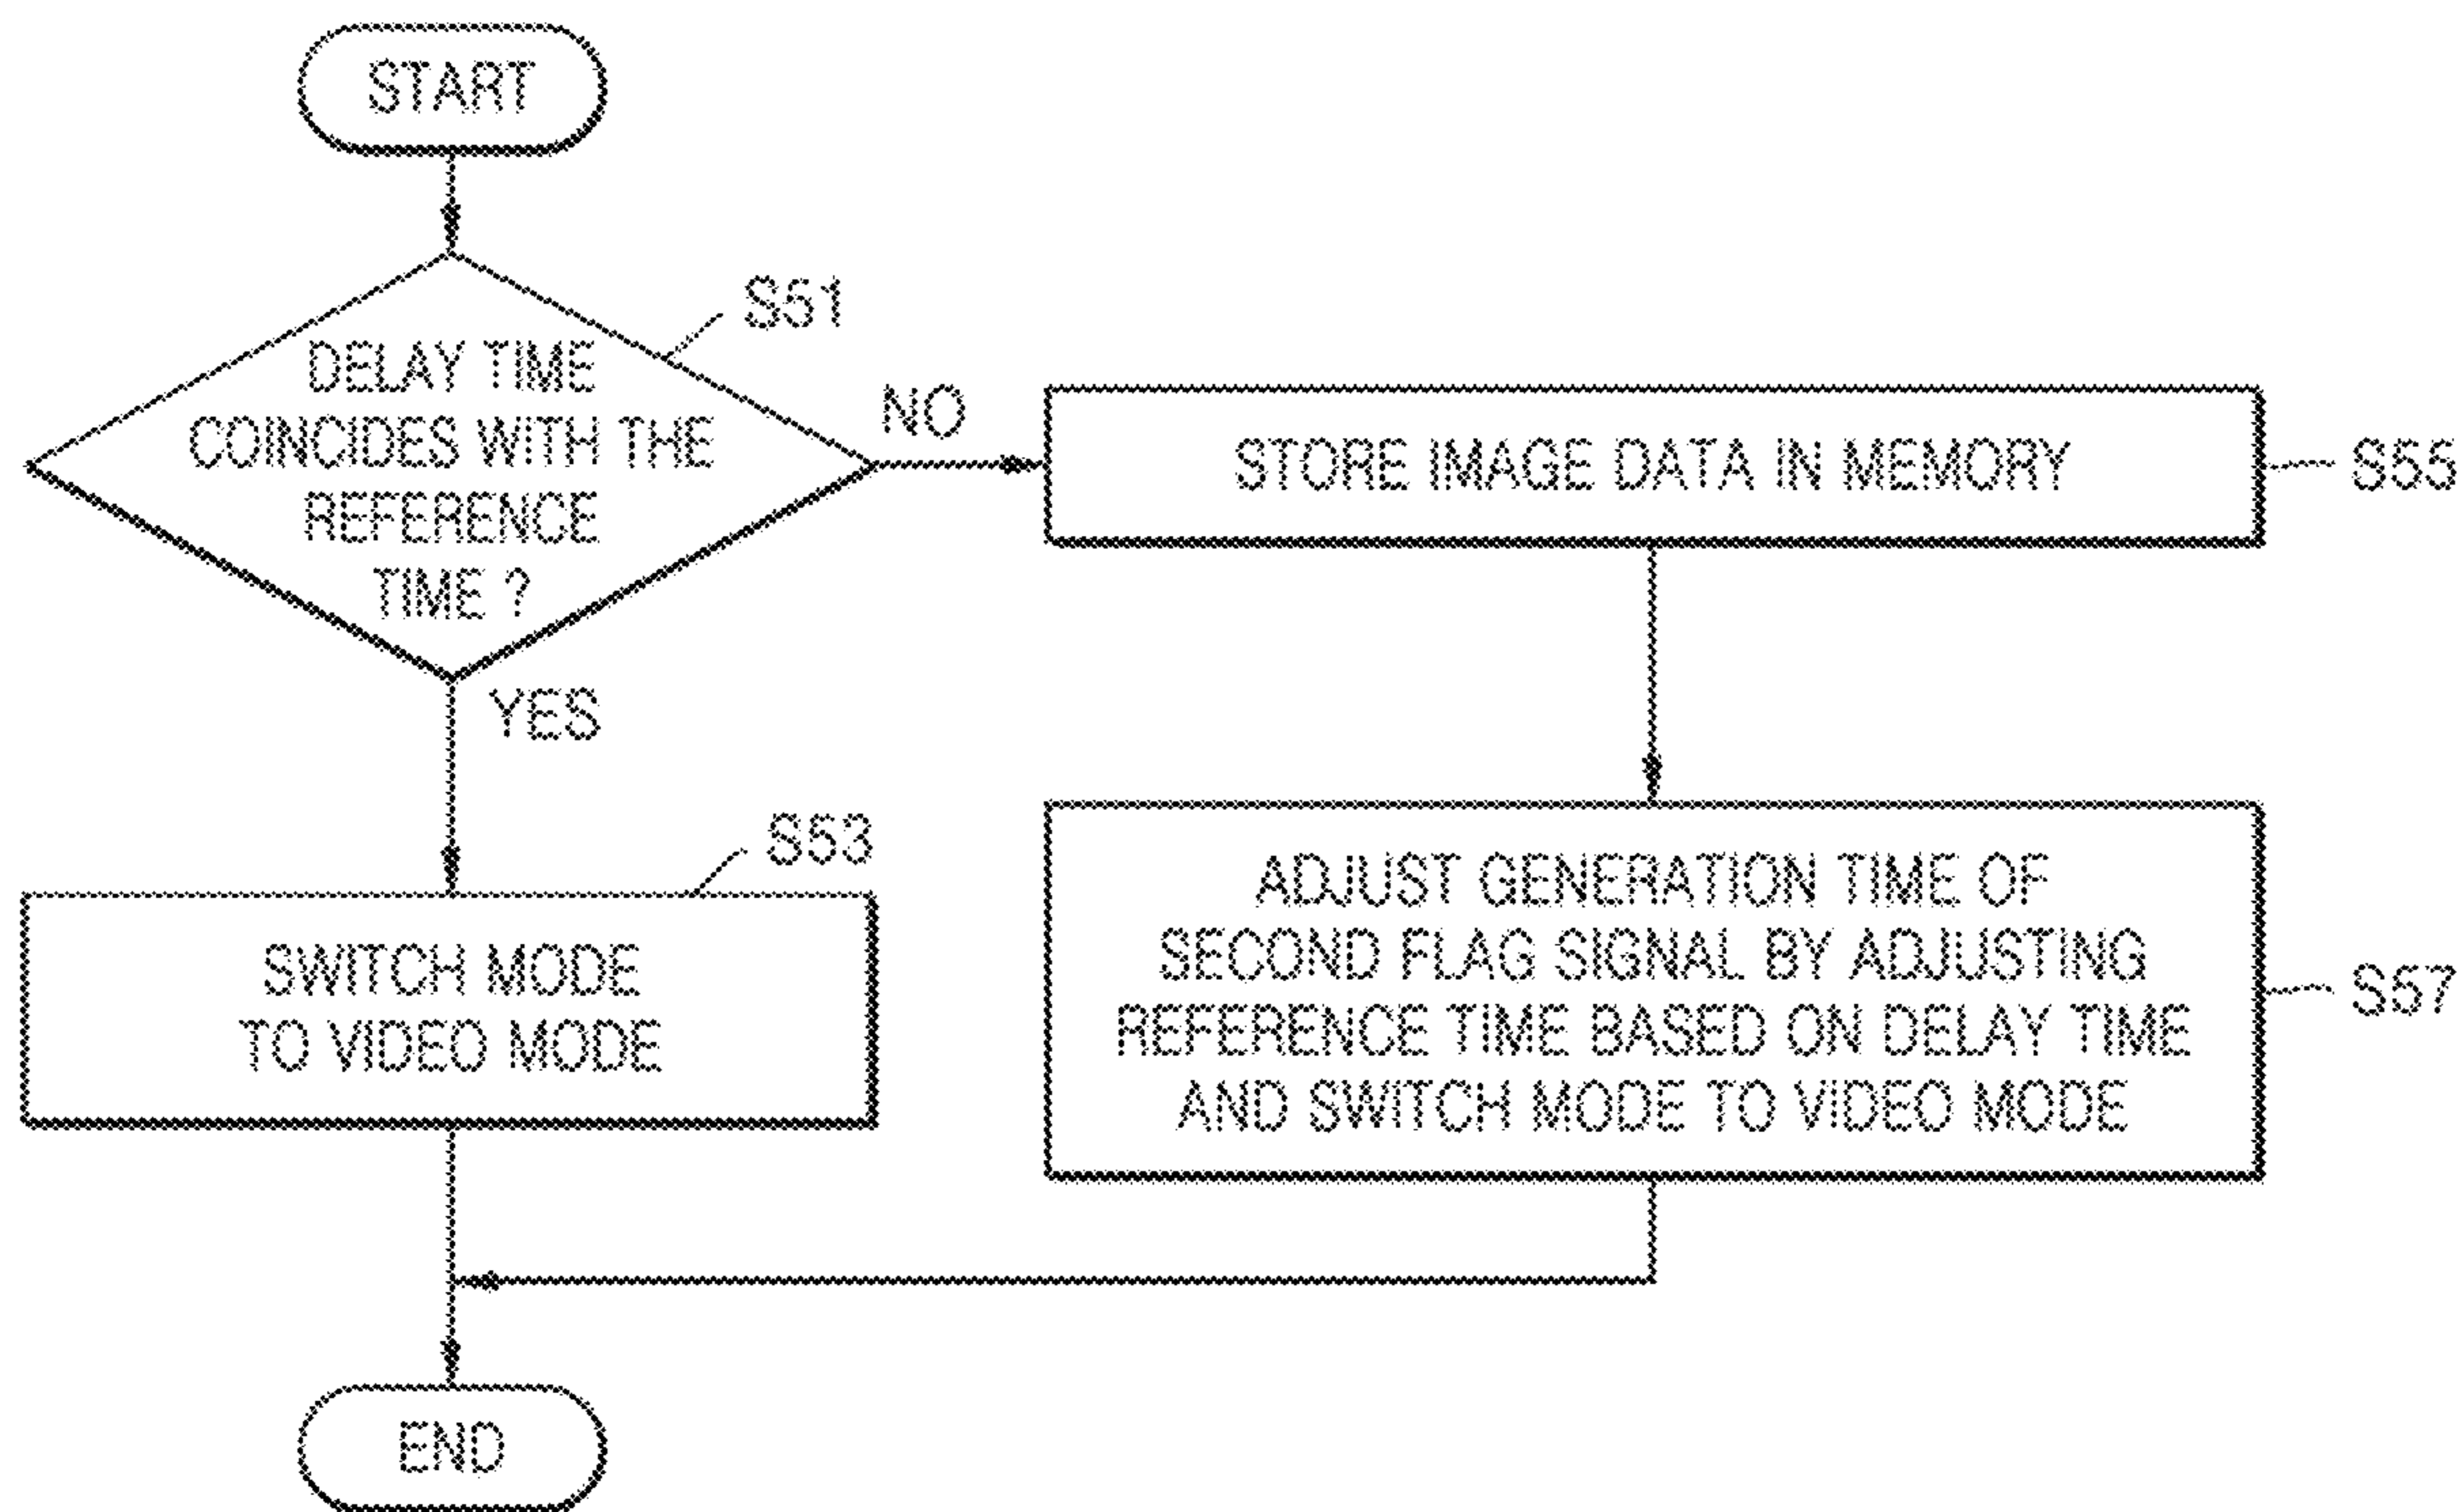 START
S51
DELAY TIME
COINCIDES WITH THE
REFERENCE
TIME ?
NO
STORE IMAGE DATA IN MEMORY
S55
YES
S53
SWITCH MODE
TO VIDEO MODE
ADJUST GENERATION TIME OF
SECOND FLAG SIGNAL BY ADJUSTING
REFERENCE TIME BASED ON DELAY TIME
AND SWITCH MODE TO VIDEO MODE
S57
END